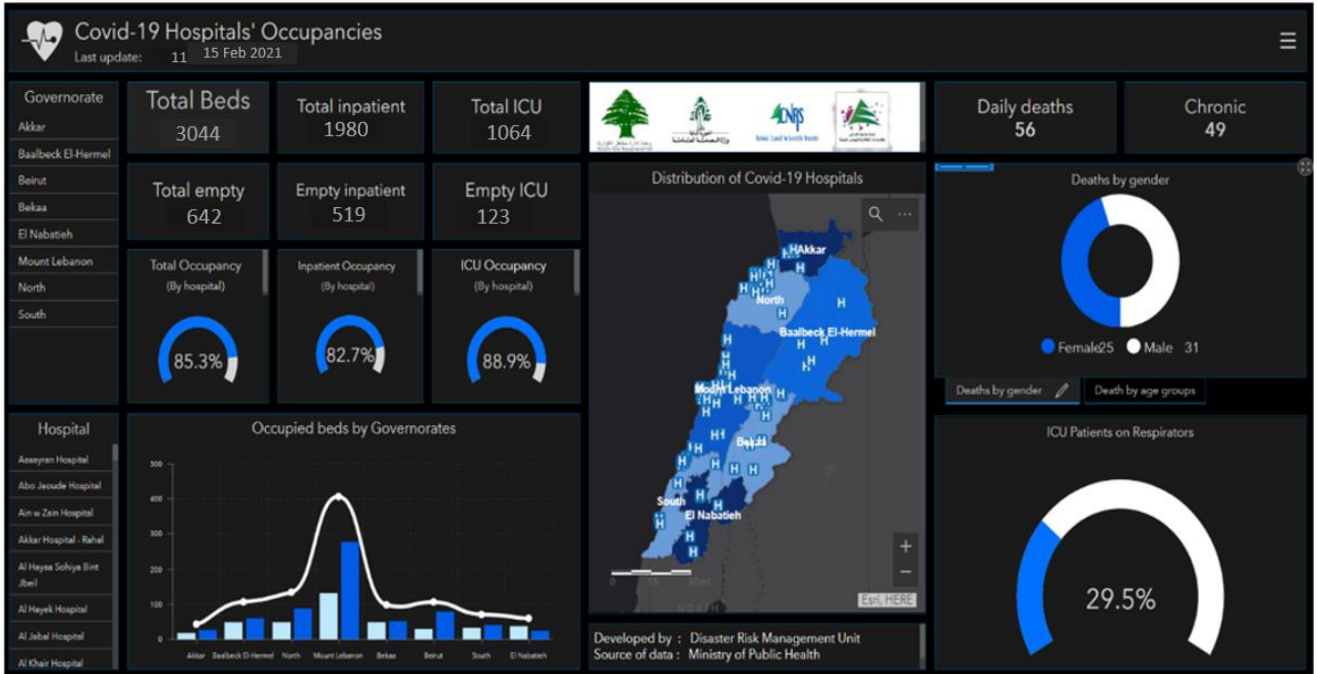 Covid-19 Hospitals' Occupancies
Last update: 11 15 Feb 2021
Governorate
Akkar
Baalbeck El-Hermel
Beirut
Bekaa
El Nabatieh
Mount Lebanon
North
South
Total Beds
3044
Total inpatient
1980
Total ICU
1064
Total empty
642
Empty inpatient
519
Empty ICU
123
Total Occupancy
(By hospital)
85.3%
Inpatient Occupancy
(By hospital)
82.7%
ICU Occupancy
(By hospital)
88.9%
Hospital
Assayran Hospital
Abo Jaoude Hospital
Ain w Zain Hospital
Akkar Hospital - Rahal
Al Hayaa Sohiya Bint
Jbeil
Al Hayek Hospital
Al Jabal Hospital
Al Khair Hospital
Occupied beds by Governorates
500
400
300
200
100
0
Akkar Baalbeck El-Hermel North Mount Lebanon Bekaa Beirut South El Nabatieh
CNRS
Distribution of Covid-19 Hospitals
Akkar
North
Baalbeck El-Hermel
Mount Lebanon
Bekaa
South
El Nabatieh
0 15 30mi
Esri, HERE
Developed by : Disaster Risk Management Unit
Source of data : Ministry of Public Health
Daily deaths
56
Chronic
49
Deaths by gender
Female 25 Male 31
Deaths by gender Death by age groups
ICU Patients on Respirators
29.5%